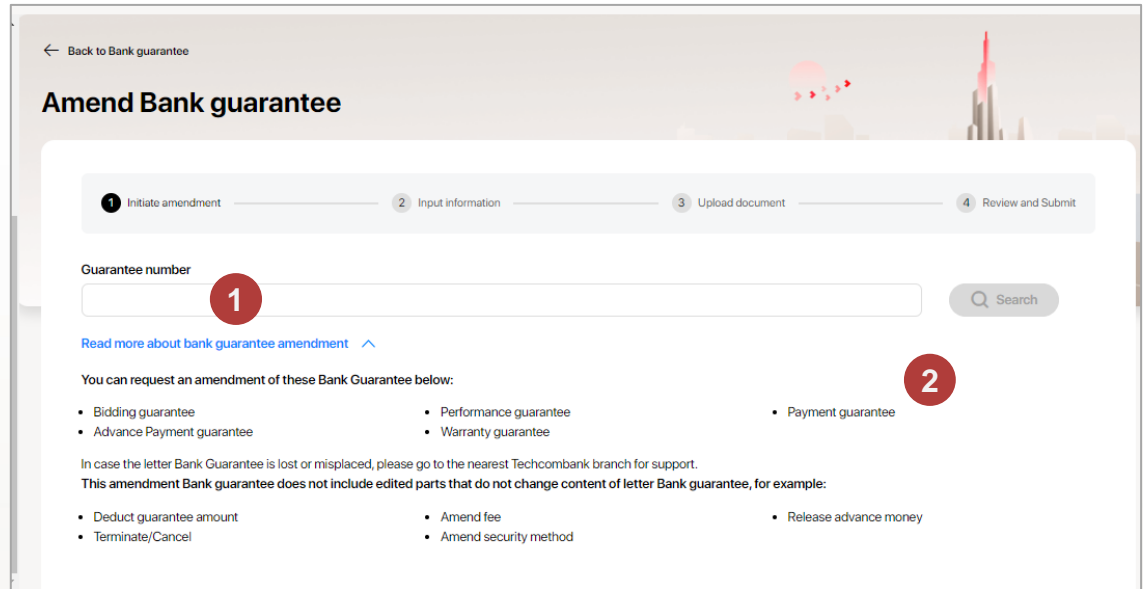 Back to Bank guarantee
Amend Bank guarantee
1 Initiate amendment 2 Input information 3 Upload document 4 Review and Submit
Guarantee number
1
Search
Read more about bank guarantee amendment
2
You can request an amendment of these Bank Guarantee below:
• Bidding guarantee • Performance guarantee • Payment guarantee
• Advance Payment guarantee • Warranty guarantee
In case the letter Bank Guarantee is lost or misplaced, please go to the nearest Techcombank branch for support.
This amendment Bank guarantee does not include edited parts that do not change content of letter Bank guarantee, for example:
• Deduct guarantee amount • Amend fee • Release advance money
• Terminate/Cancel • Amend security method